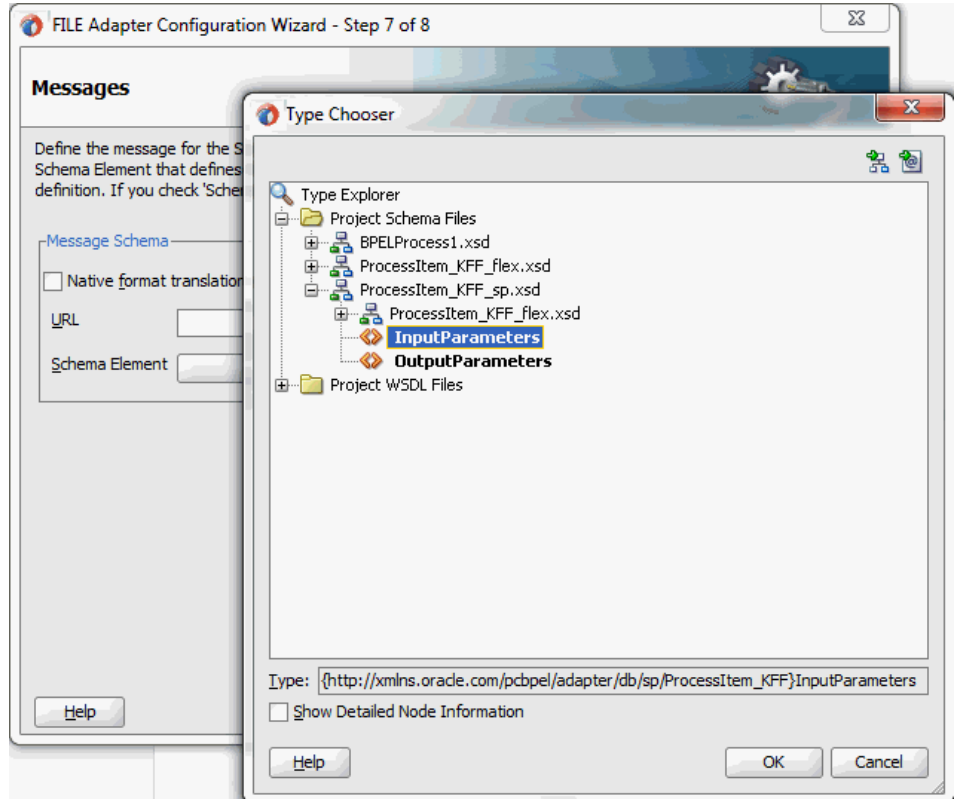 FILE Adapter Configuration Wizard - Step 7 of 8
Messages
Define the message for the S
Schema Element that defines
definition. If you check 'Schem
Message Schema
Native format translation
URL
Schema Element
Help
Type Chooser
Type Explorer
Project Schema Files
BPELProcess1.xsd
ProcessItem_KFF_flex.xsd
ProcessItem_KFF_sp.xsd
ProcessItem_KFF_flex.xsd
InputParameters
OutputParameters
Project WSDL Files
Type: {http://xmlns.oracle.com/pcbpel/adapter/db/sp/ProcessItem_KFF}InputParameters
Show Detailed Node Information
Help
OK
Cancel